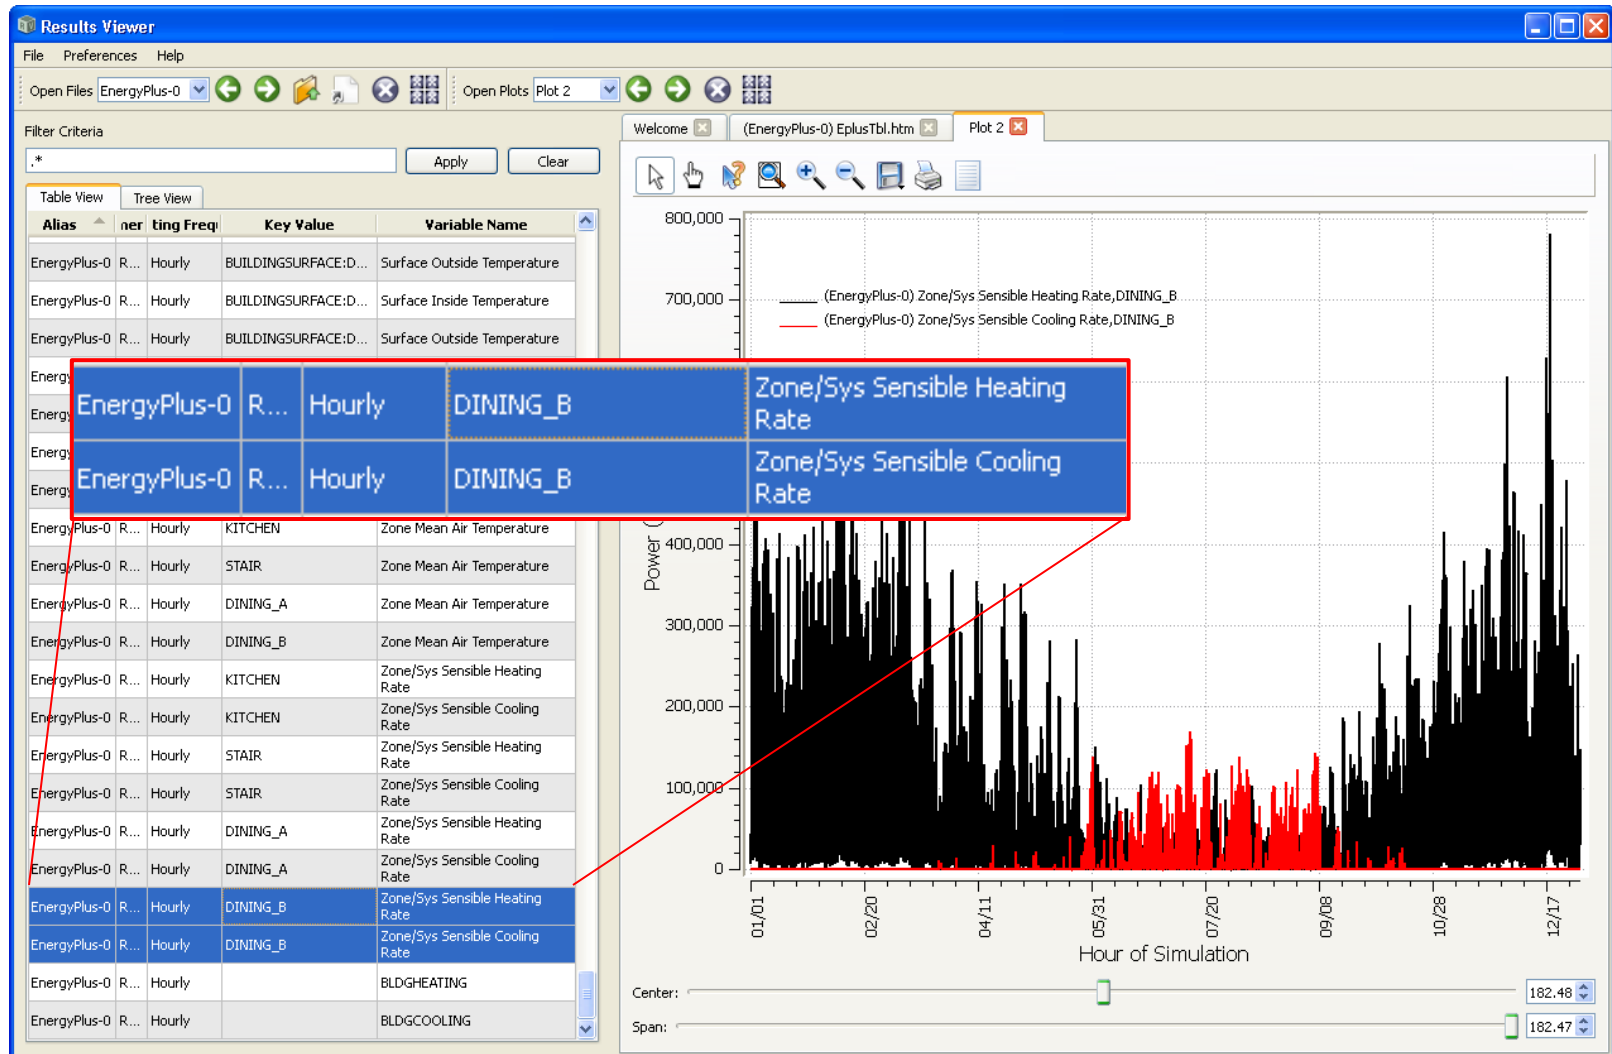 Results Viewer
File Preferences Help
Open Files EnergyPlus-0 Open Plots Plot 2
Filter Criteria
.*
Apply Clear
Table View Tree View
Alias ner ting Freq Key Value Variable Name
EnergyPlus-0 R... Hourly BUILDINGSURFACE:D... Surface Outside Temperature
EnergyPlus-0 R... Hourly BUILDINGSURFACE:D... Surface Inside Temperature
EnergyPlus-0 R... Hourly BUILDINGSURFACE:D... Surface Outside Temperature
Energy
EnergyPlus-0 R... Hourly DINING_B Zone/Sys Sensible Heating
Rate
Energy
Energy
EnergyPlus-0 R... Hourly DINING_B Zone/Sys Sensible Cooling
Rate
Energy
EnergyPlus-0 R... Hourly KITCHEN Zone Mean Air Temperature
EnergyPlus-0 R... Hourly STAIR Zone Mean Air Temperature
EnergyPlus-0 R... Hourly DINING_A Zone Mean Air Temperature
EnergyPlus-0 R... Hourly DINING_B Zone Mean Air Temperature
EnergyPlus-0 R... Hourly KITCHEN Zone/Sys Sensible Heating
Rate
EnergyPlus-0 R... Hourly KITCHEN Zone/Sys Sensible Cooling
Rate
EnergyPlus-0 R... Hourly STAIR Zone/Sys Sensible Heating
Rate
EnergyPlus-0 R... Hourly STAIR Zone/Sys Sensible Cooling
Rate
EnergyPlus-0 R... Hourly DINING_A Zone/Sys Sensible Heating
Rate
EnergyPlus-0 R... Hourly DINING_A Zone/Sys Sensible Cooling
Rate
EnergyPlus-0 R... Hourly DINING_B Zone/Sys Sensible Heating
Rate
EnergyPlus-0 R... Hourly DINING_B Zone/Sys Sensible Cooling
Rate
EnergyPlus-0 R... Hourly BLDGHEATING
EnergyPlus-0 R... Hourly BLDGCOOLING
Welcome (EnergyPlus-0) EplusTbl.htm Plot 2
800,000
700,000
(EnergyPlus-0) Zone/Sys Sensible Heating Rate,DINING_B
(EnergyPlus-0) Zone/Sys Sensible Cooling Rate,DINING_B
Power (
400,000
300,000
200,000
100,000
0
01/01 02/20 04/11 05/31 07/20 09/08 10/28 12/17
Hour of Simulation
Center: 182.48
Span: 182.47